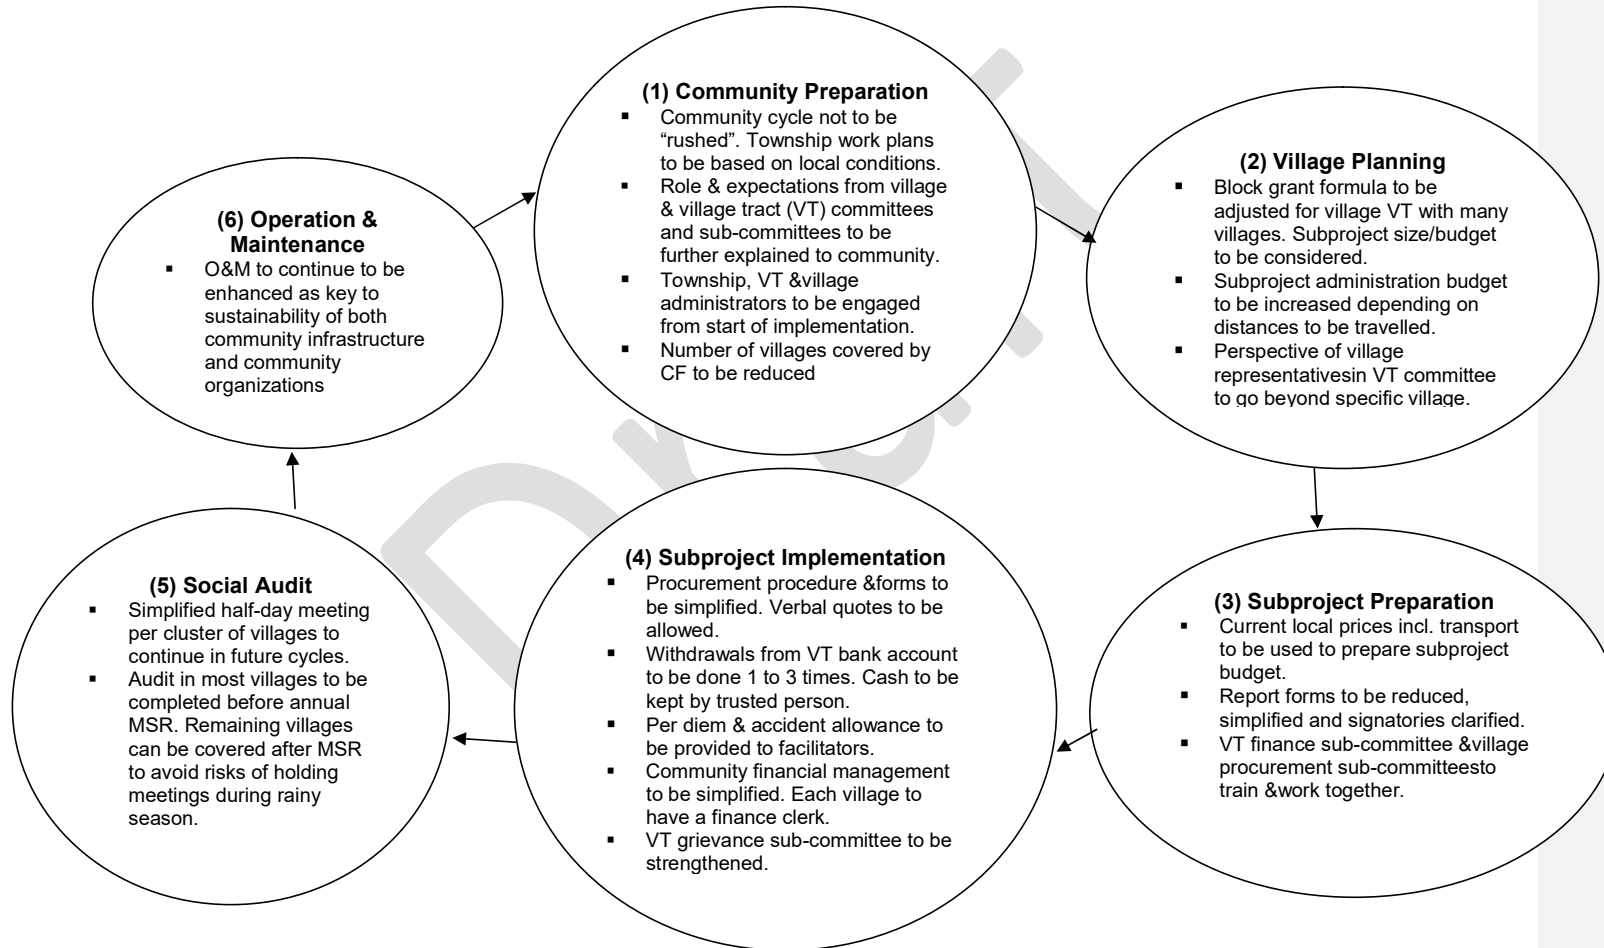 (1) Community Preparation
▪ Community cycle not to be
“rushed”. Township work plans
to be based on local conditions.
▪ Role & expectations from village
& village tract (VT) committees
and sub-committees to be
further explained to community.
▪ Township, VT &village
administrators to be engaged
from start of implementation.
▪ Number of villages covered by
CF to be reduced
(2) Village Planning
▪ Block grant formula to be
adjusted for village VT with many
villages. Subproject size/budget
to be considered.
▪ Subproject administration budget
to be increased depending on
distances to be travelled.
▪ Perspective of village
representativesin VT committee
to go beyond specific village.
(3) Subproject Preparation
▪ Current local prices incl. transport
to be used to prepare subproject
budget.
▪ Report forms to be reduced,
simplified and signatories clarified.
▪ VT finance sub-committee &village
procurement sub-committeesto
train &work together.
(4) Subproject Implementation
▪ Procurement procedure &forms to
be simplified. Verbal quotes to be
allowed.
▪ Withdrawals from VT bank account
to be done 1 to 3 times. Cash to be
kept by trusted person.
▪ Per diem & accident allowance to
be provided to facilitators.
▪ Community financial management
to be simplified. Each village to
have a finance clerk.
▪ VT grievance sub-committee to be
strengthened.
(5) Social Audit
▪ Simplified half-day meeting
per cluster of villages to
continue in future cycles.
▪ Audit in most villages to be
completed before annual
MSR. Remaining villages
can be covered after MSR
to avoid risks of holding
meetings during rainy
season.
(6) Operation &
Maintenance
▪ O&M to continue to be
enhanced as key to
sustainability of both
community infrastructure
and community
organizations
Draft